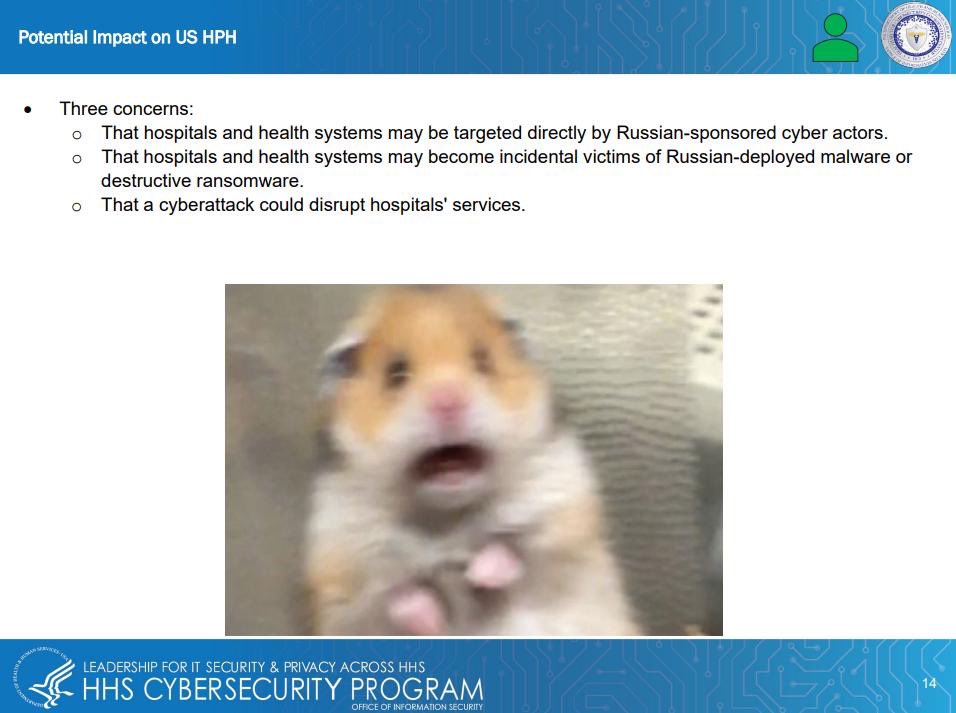 Potential Impact on US HPH
• Three concerns:
o That hospitals and health systems may be targeted directly by Russian-sponsored cyber actors.
o That hospitals and health systems may become incidental victims of Russian-deployed malware or
destructive ransomware.
o That a cyberattack could disrupt hospitals' services.
LEADERSHIP FOR IT SECURITY & PRIVACY ACROSS HHS
HHS CYBERSECURITY PROGRAM
OFFICE OF INFORMATION SECURITY
14